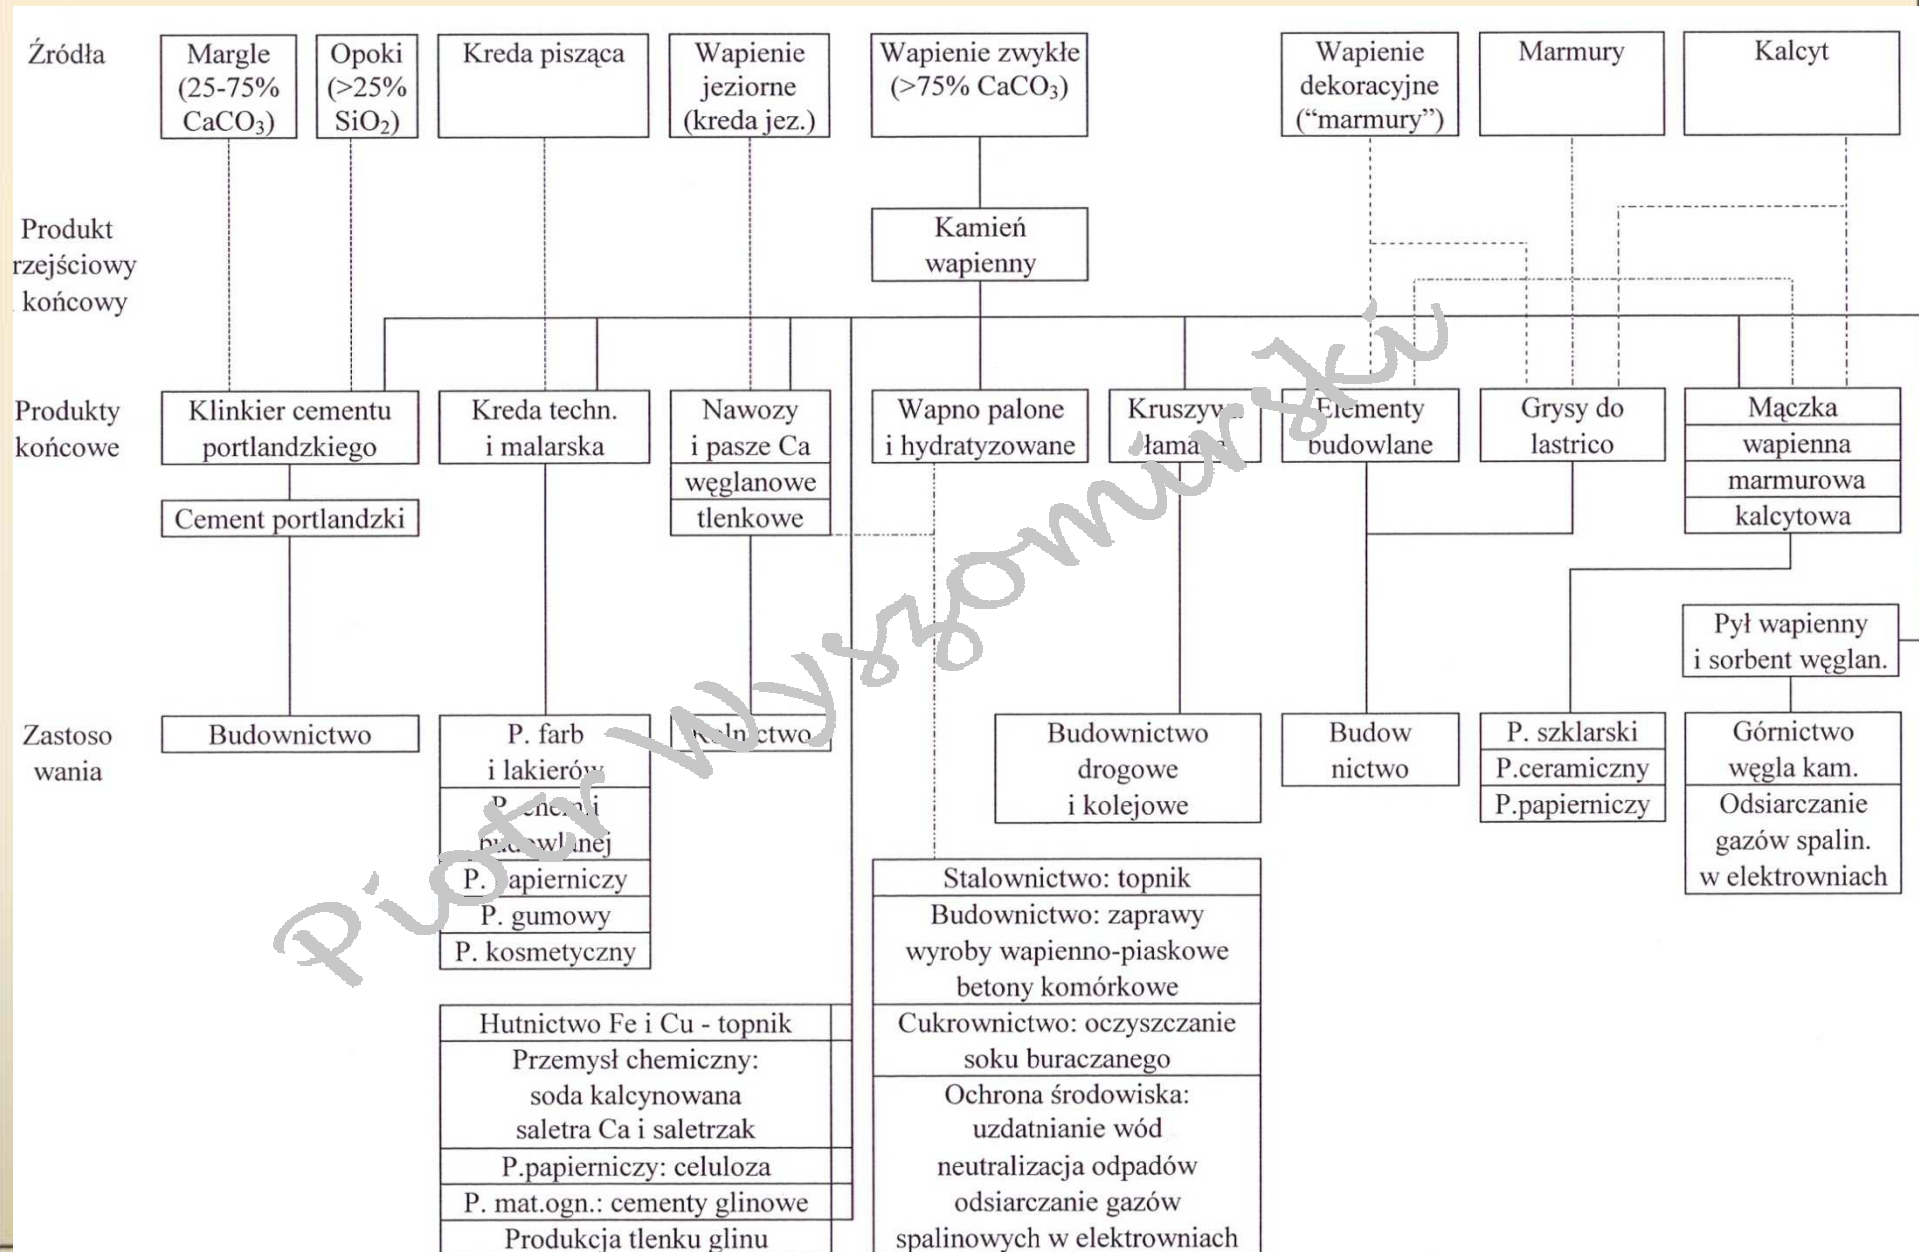 Źródła
Margle
(25-75%
CaCO₃)
Opoki
(>25%
SiO₂)
Kreda pisząca
Wapienie
jeziorne
(kreda jez.)
Wapienie zwykłe
(>75% CaCO₃)
Wapienie
dekoracyjne
(“marmury”)
Marmury
Kalcyt
Produkt
rzejściowy
końcowy
Kamień
wapienny
Produkty
końcowe
Klinkier cementu
portlandzkiego
Cement portlandzki
Kreda techn.
i malarska
Nawozy
i pasze Ca
węglanowe
tlenkowe
Wapno palone
i hydratyzowane
Elementy
budowlane
Grysy do
lastrico
Mączka
wapienna
marmurowa
kalcytowa
Pył wapienny
i sorbent węglan.
Zastoso
wania
Budownictwo
P. farb
i lakierów
P.
budowlanej
P. papierniczy
P. gumowy
P. kosmetyczny
Budownictwo
drogowe
i kolejowe
Budow
nictwo
P. szklarski
P.ceramiczny
P.papierniczy
Górnictwo
węgla kam.
Odsiarczanie
gazów spalin.
w elektrowniach
Hutnictwo Fe i Cu - topnik
Przemysł chemiczny:
soda kalcynowana
saletra Ca i saletrzak
P.papierniczy: celuloza
P. mat.ogn.: cementy glinowe
Produkcja tlenku glinu
Stalownictwo: topnik
Budownictwo: zaprawy
wyroby wapienno-piaskowe
betony komórkowe
Cukrownictwo: oczyszczanie
soku buraczanego
Ochrona środowiska:
uzdatnianie wód
neutralizacja odpadów
odsiarczanie gazów
spalinowych w elektrowniach
Piotr Wyszomirski